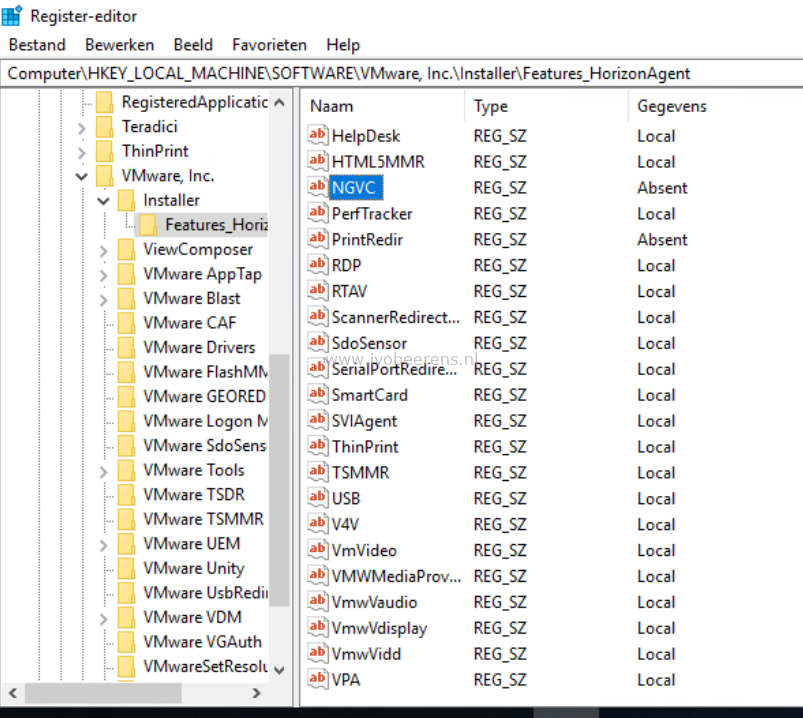 Register-editor
Bestand Bewerken Beeld Favorieten Help
Computer\HKEY_LOCAL_MACHINE\SOFTWARE\VMware, Inc.\Installer\Features_HorizonAgent
RegisteredApplicatic
Teradici
ThinPrint
VMware, Inc.
Installer
Features_Horiz
ViewComposer
VMware AppTap
VMware Blast
VMware CAF
VMware Drivers
VMware FlashMM
VMware GEORED
VMware Logon M
VMware SdoSens
VMware Tools
VMware TSDR
VMware TSMMR
VMware UEM
VMware Unity
VMware UsbRedi
VMware VDM
VMware VGAuth
VMwareSetResolu
Naam Type Gegevens
HelpDesk REG_SZ Local
HTML5MMR REG_SZ Local
NGVC REG_SZ Absent
PerfTracker REG_SZ Local
PrintRedir REG_SZ Absent
RDP REG_SZ Local
RTAV REG_SZ Local
ScannerRedirect... REG_SZ Local
SdoSensor REG_SZ Local
www.ivobeerens.nl
SerialPortRedire... REG_SZ Local
SmartCard REG_SZ Local
SVIAgent REG_SZ Local
ThinPrint REG_SZ Local
TSMMR REG_SZ Local
USB REG_SZ Local
V4V REG_SZ Local
VmVideo REG_SZ Local
VMWMediaProv... REG_SZ Local
VmwVaudio REG_SZ Local
VmwVdisplay REG_SZ Local
VmwVidd REG_SZ Local
VPA REG_SZ Local